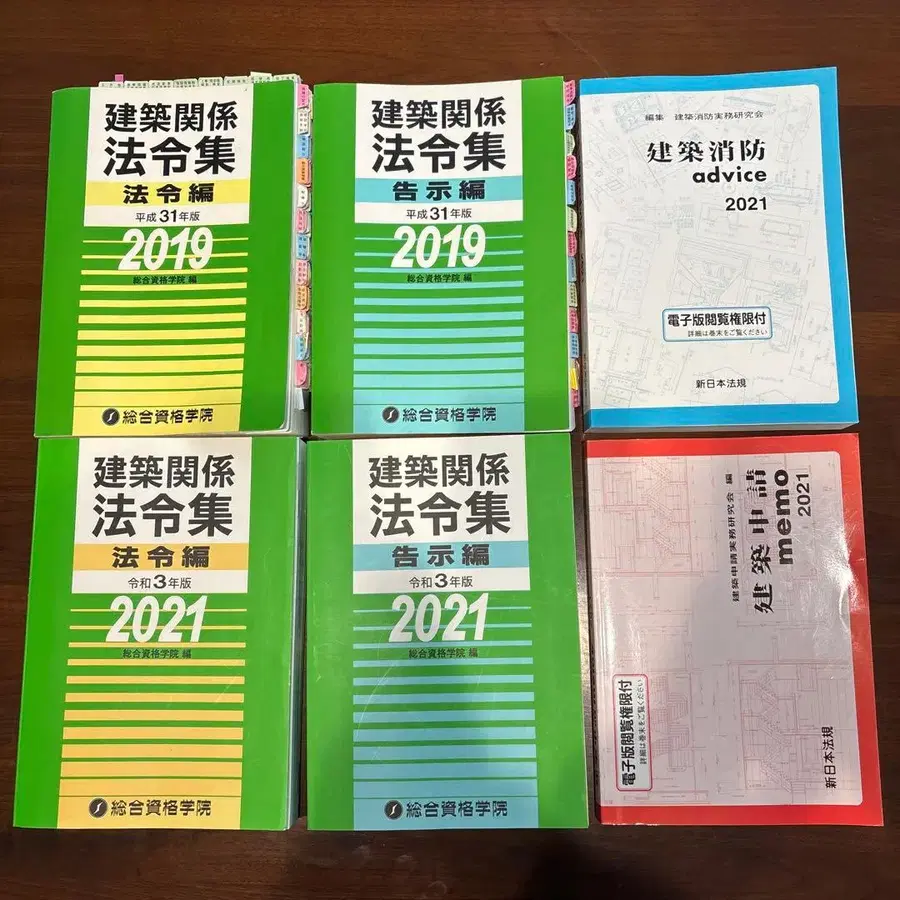 建築関係
法令集
法令編
平成31年版
2019
総合資格学院 編
総合資格学院
建築関係
法令集
告示編
平成31年版
2019
総合資格学院 編
総合資格学院
編集 建築消防実務研究会
建築消防
advice
2021
電子版閲覧権限付
詳細は巻末をご覧ください
新日本法規
建築関係
法令集
法令編
令和3年版
2021
総合資格学院 編
総合資格学院
建築関係
法令集
告示編
令和3年版
2021
総合資格学院 編
総合資格学院
建築申請実務研究会 編
建築申請
memo
2021
電子版閲覧権限付
詳細は巻末をご覧ください
新日本法規